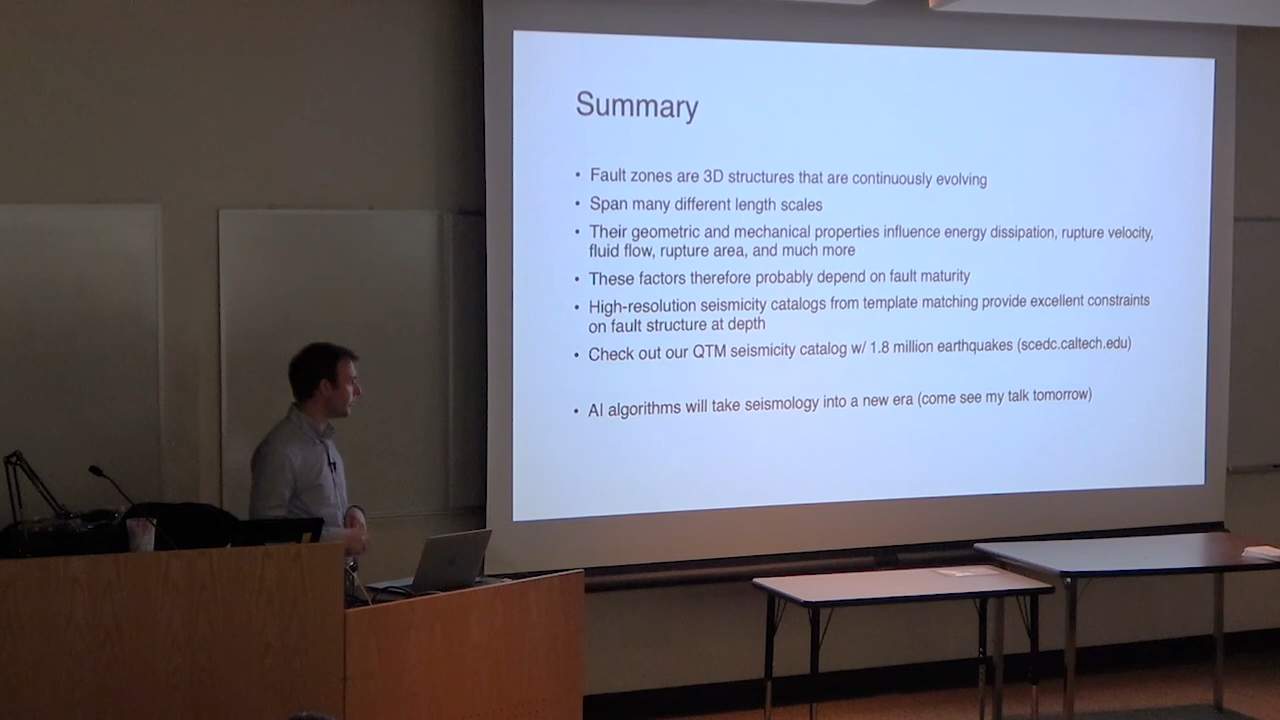 Summary
• Fault zones are 3D structures that are continuously evolving
• Span many different length scales
• Their geometric and mechanical properties influence energy dissipation, rupture velocity,
fluid flow, rupture area, and much more
• These factors therefore probably depend on fault maturity
• High-resolution seismicity catalogs from template matching provide excellent constraints
on fault structure at depth
• Check out our QTM seismicity catalog w/ 1.8 million earthquakes (scedc.caltech.edu)
• AI algorithms will take seismology into a new era (come see my talk tomorrow)